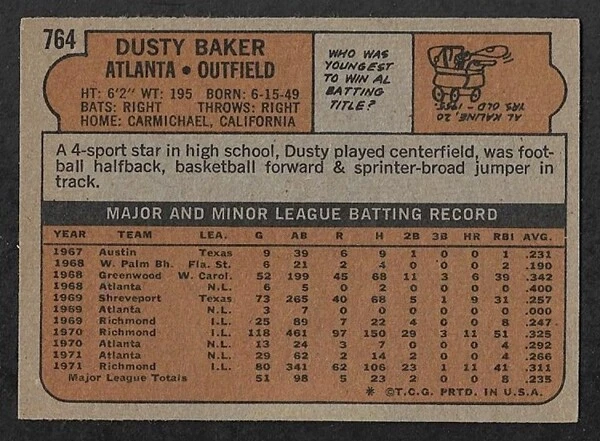 764
DUSTY BAKER
ATLANTA • OUTFIELD
HT: 6'2" WT: 195 BORN: 6-15-49
BATS: RIGHT THROWS: RIGHT
HOME: CARMICHAEL, CALIFORNIA
WHO WAS
YOUNGEST
TO WIN AL
BATTING
TITLE?
AL KALINE, 20
YRS OLD - 1955
A 4-sport star in high school, Dusty played centerfield, was foot-
ball halfback, basketball forward & sprinter-broad jumper in
track.
MAJOR AND MINOR LEAGUE BATTING RECORD
YEAR TEAM LEA. G AB R H 2B 3B HR RBI AVG.
1967 Austin Texas 9 39 6 9 1 0 0 1 .231
1968 W. Palm Bh. Fla. St. 6 21 2 4 0 0 0 2 .190
1968 Greenwood W. Carol. 52 199 45 68 11 3 6 39 .342
1968 Atlanta N.L. 6 5 0 2 0 0 0 0 .400
1969 Shreveport Texas 73 265 40 68 5 1 9 31 .257
1969 Atlanta N.L. 3 7 0 0 0 0 0 0 .000
1969 Richmond I.L. 25 89 7 22 4 0 0 8 .247
1970 Richmond I.L. 118 461 97 150 29 3 11 51 .325
1970 Atlanta N.L. 13 24 3 7 0 0 0 4 .292
1971 Atlanta N.L. 29 62 2 14 2 0 0 4 .266
1971 Richmond I.L. 80 341 62 106 23 2 11 41 .311
Major League Totals 51 98 5 23 2 0 0 8 .235
* © T.C.G. PRTD. IN U.S.A.